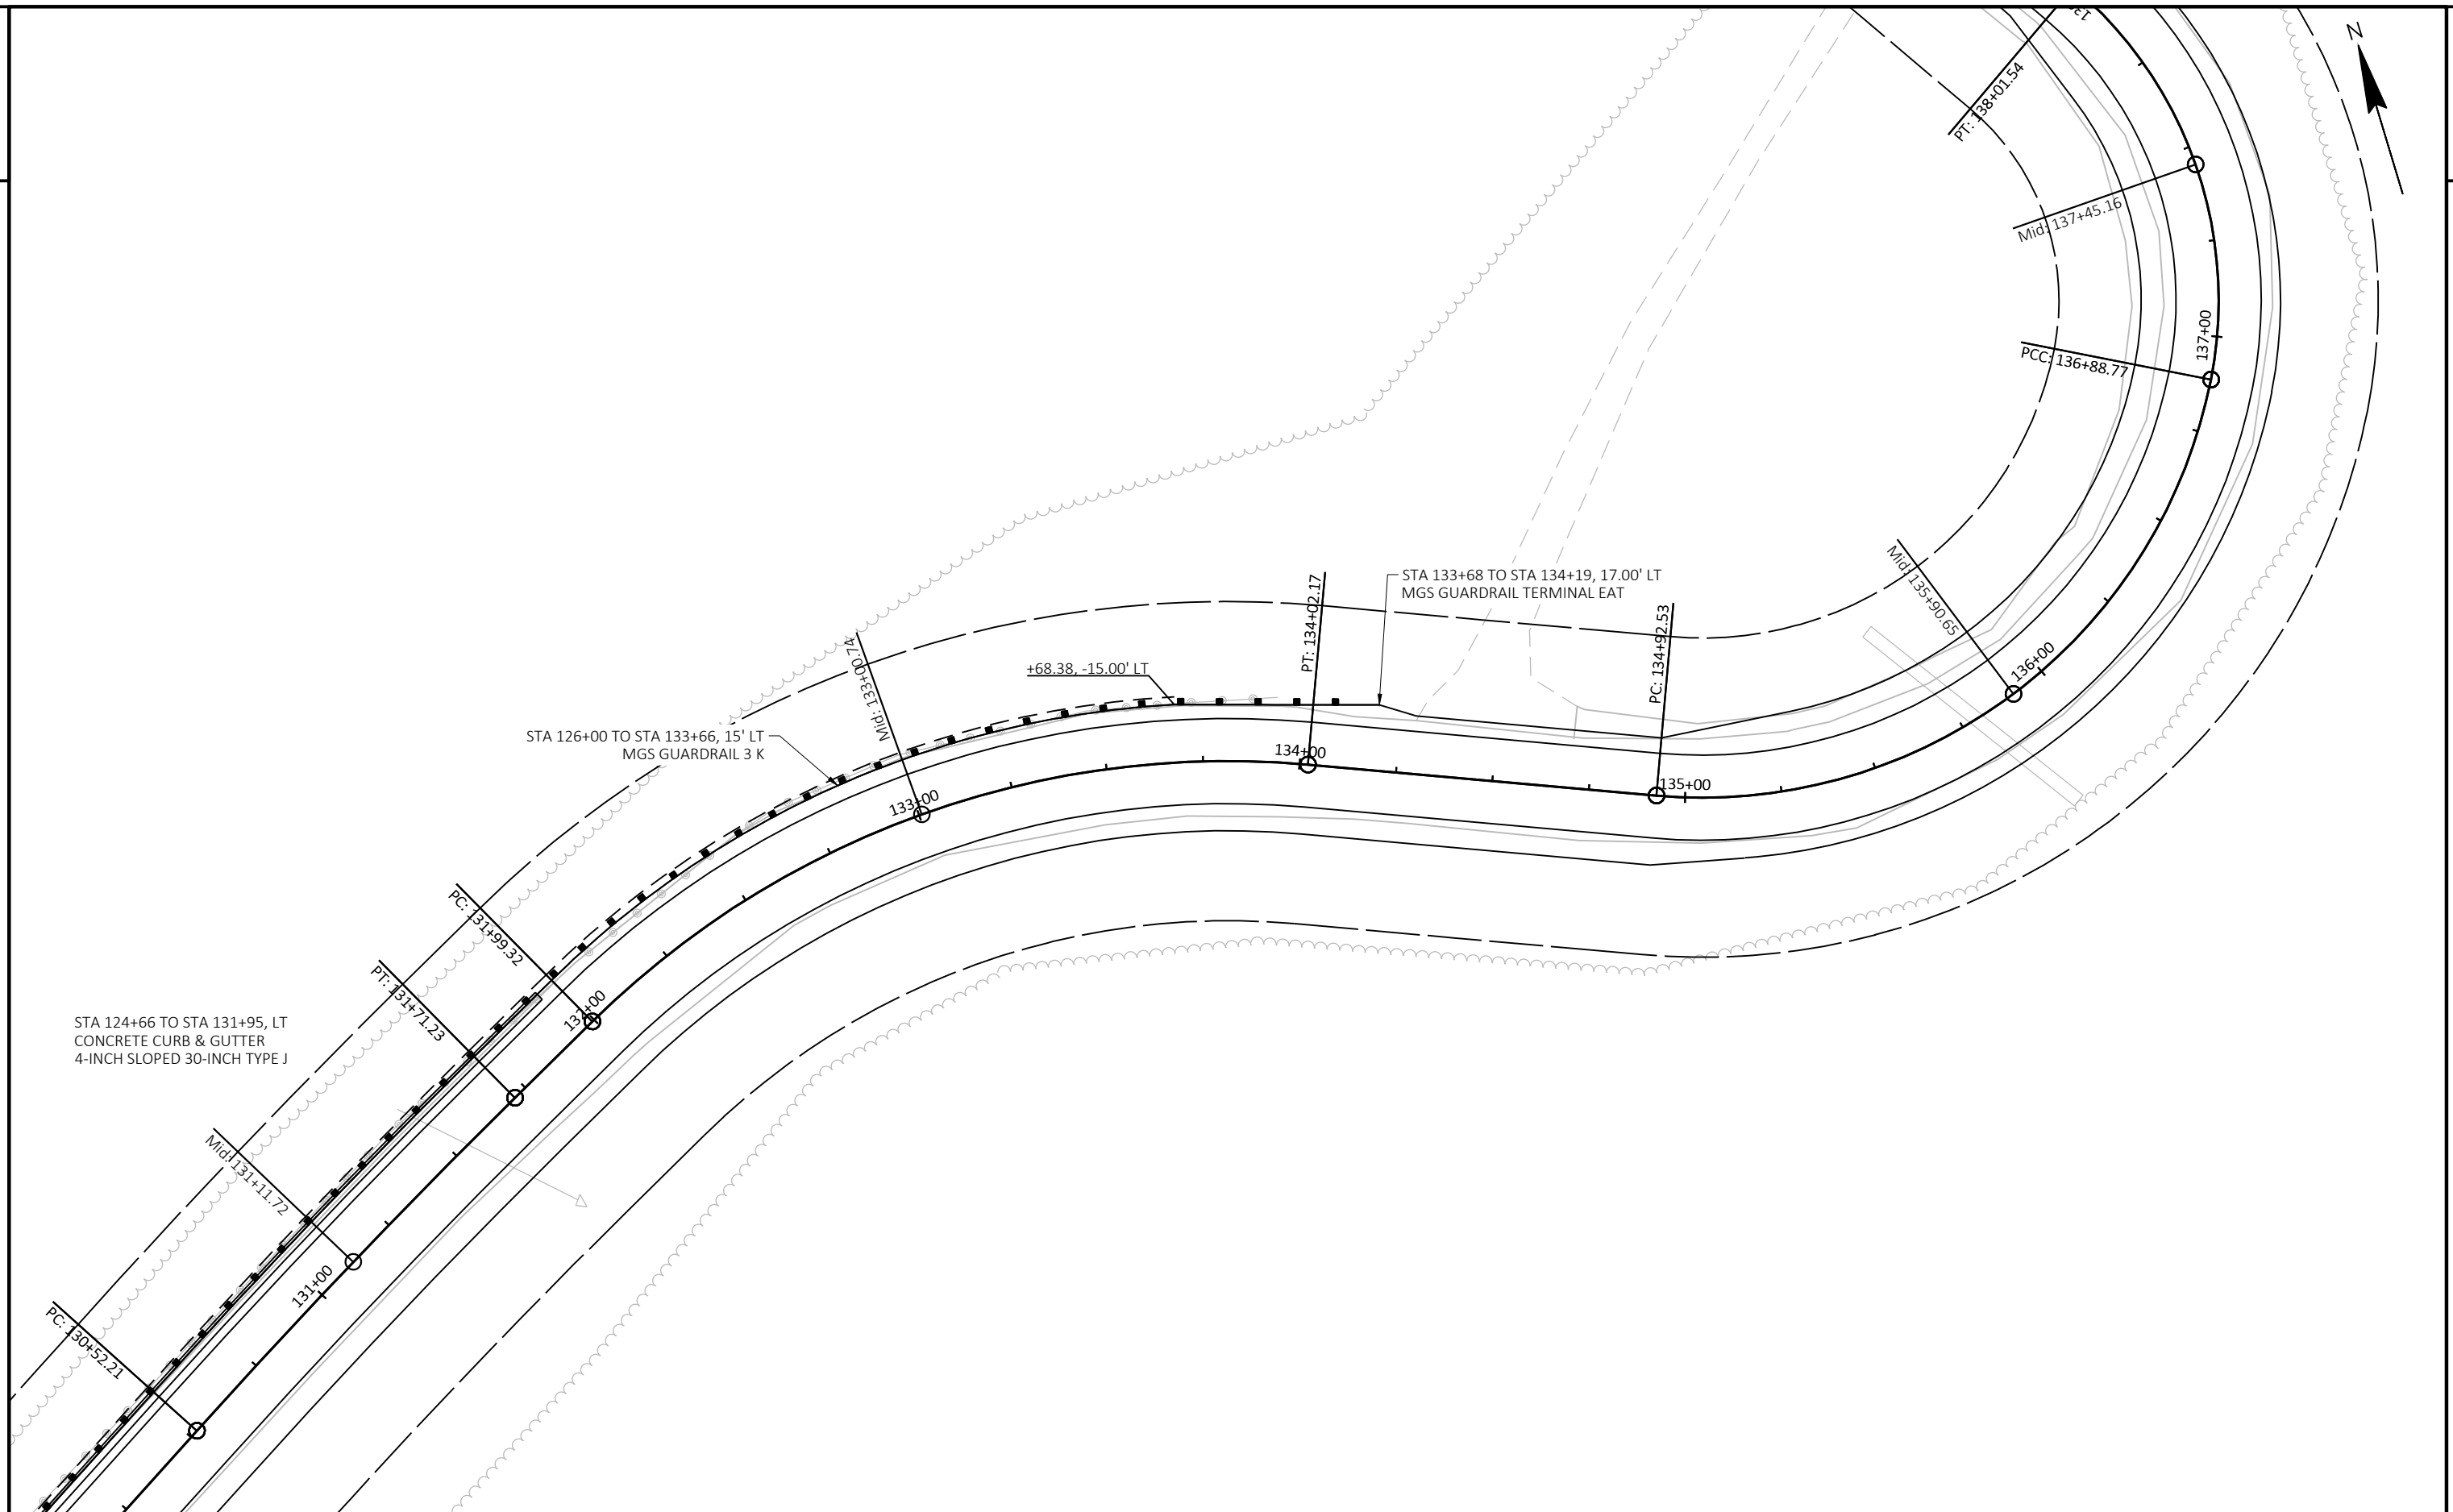 N
PT: 138+01.54
Mid: 137+45.16
137+00
PCC: 136+88.77
Mid: 135+90.65
136+00
STA 133+68 TO STA 134+19, 17.00' LT
MGS GUARDRAIL TERMINAL EAT
PT: 134+02.17
PC: 134+92.53
+68.38, -15.00' LT
Mid: 133+00.74
STA 126+00 TO STA 133+66, 15' LT
MGS GUARDRAIL 3 K
134+00
135+00
133+00
PC: 131+99.32
PT: 131+71.23
132+00
STA 124+66 TO STA 131+95, LT
CONCRETE CURB & GUTTER
4-INCH SLOPED 30-INCH TYPE J
Mid: 131+11.72
131+00
PC: 130+52.21